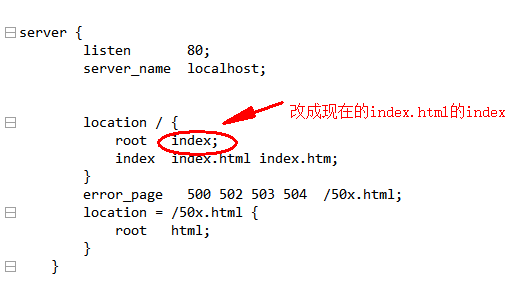 server {
listen 80;
server_name localhost;
location / {
改成现在的index.html的index
root index;
index index.html index.htm;
}
error_page 500 502 503 504 /50x.html;
location = /50x.html {
root html;
}
}